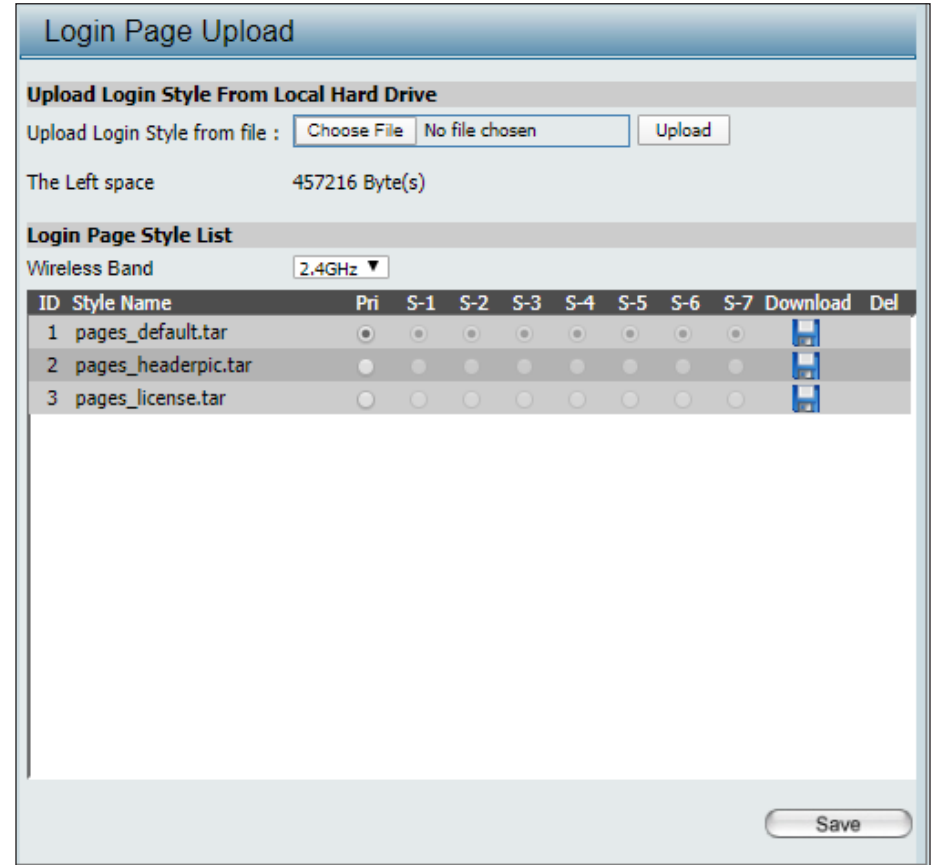 Login Page Upload
Upload Login Style From Local Hard Drive
Upload Login Style from file : Choose File No file chosen Upload
The Left space 457216 Byte(s)
Login Page Style List
Wireless Band 2.4GHz
ID Style Name Pri S-1 S-2 S-3 S-4 S-5 S-6 S-7 Download Del
1 pages_default.tar
2 pages_headerpic.tar
3 pages_license.tar
Save